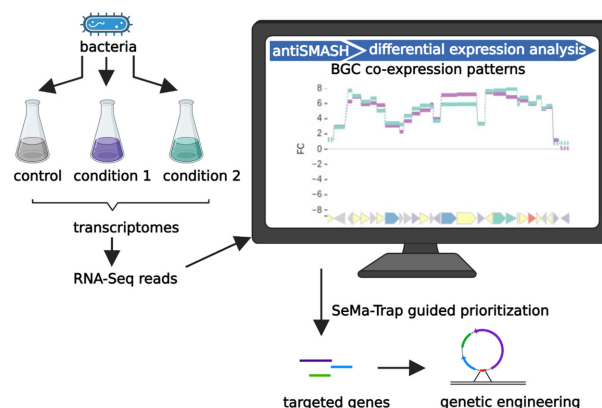 bacteria
control
condition 1
condition 2
transcriptomes
RNA-Seq reads
antiSMASH
differential expression analysis
BGC co-expression patterns
8
6
4
2
0
−2
−4
−6
−8
FC
SeMa-Trap guided prioritization
targeted genes
genetic engineering